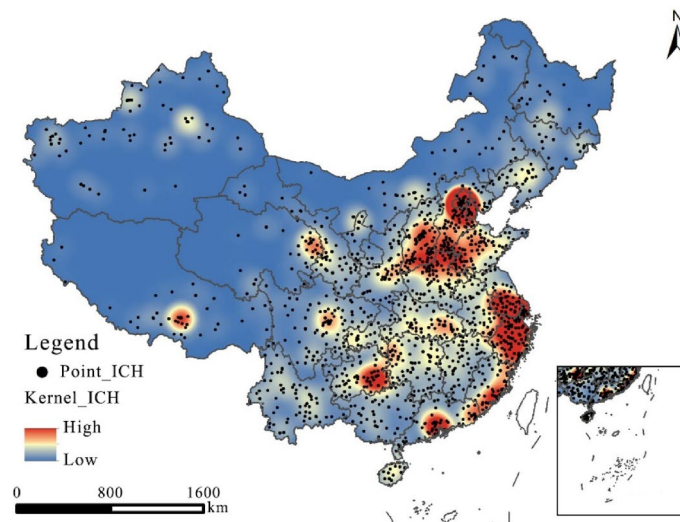 N
Legend
Point_ICH
Kernel_ICH
High
Low
0 800 1600
km